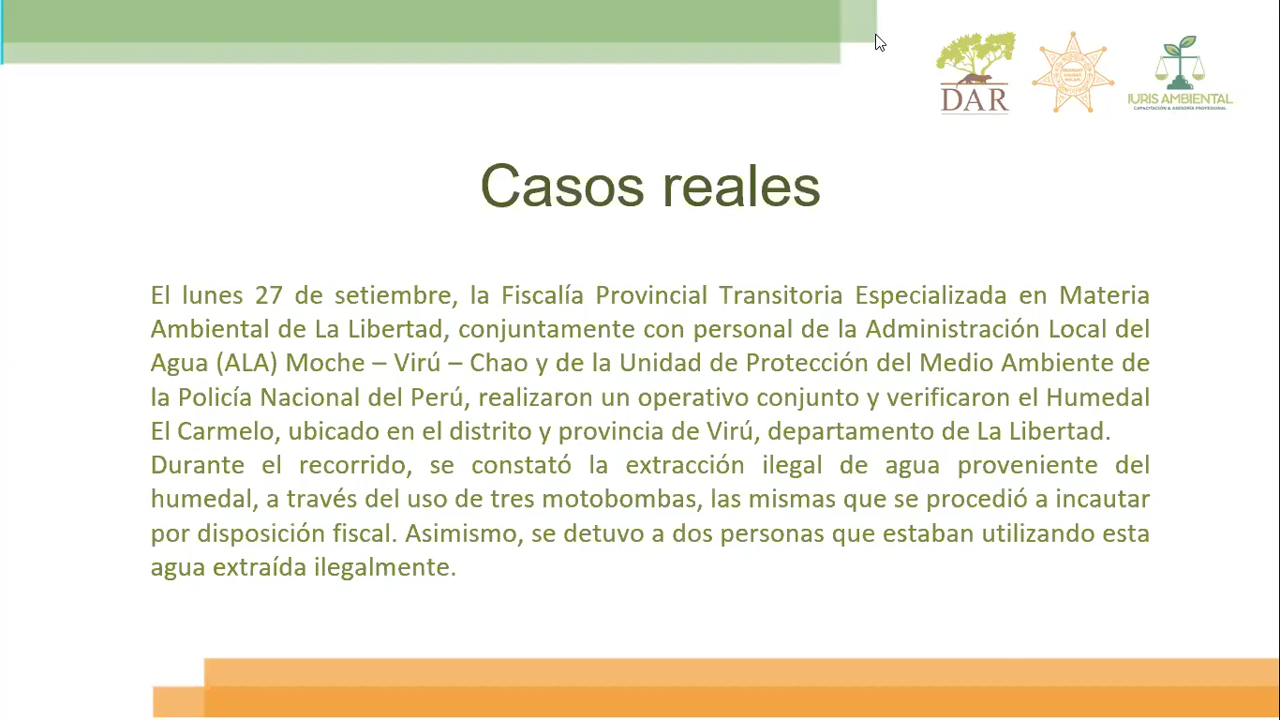 DAR
IURIS AMBIENTAL
CAPACITACIÓN & ASESORÍA PROFESIONAL
Casos reales
El lunes 27 de setiembre, la Fiscalía Provincial Transitoria Especializada en Materia
Ambiental de La Libertad, conjuntamente con personal de la Administración Local del
Agua (ALA) Moche – Virú – Chao y de la Unidad de Protección del Medio Ambiente de
la Policía Nacional del Perú, realizaron un operativo conjunto y verificaron el Humedal
El Carmelo, ubicado en el distrito y provincia de Virú, departamento de La Libertad.
Durante el recorrido, se constató la extracción ilegal de agua proveniente del
humedal, a través del uso de tres motobombas, las mismas que se procedió a incautar
por disposición fiscal. Asimismo, se detuvo a dos personas que estaban utilizando esta
agua extraída ilegalmente.